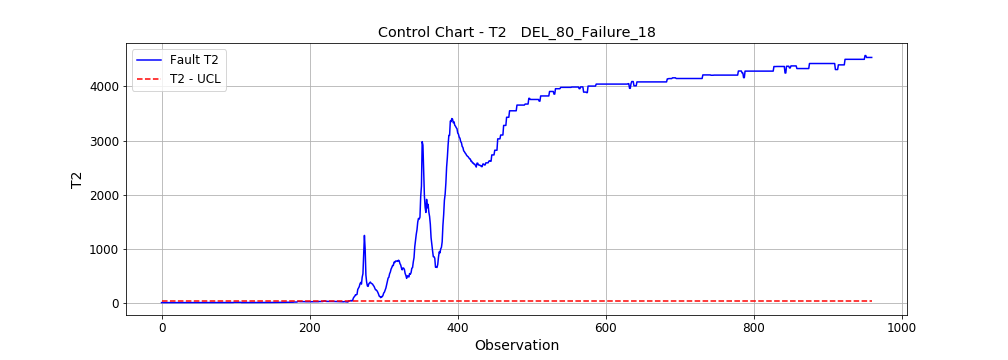 Control Chart - T2   DEL_80_Failure_18
Fault T2
T2 - UCL
T2
4000
3000
2000
1000
0
0 200 400 600 800 1000
Observation